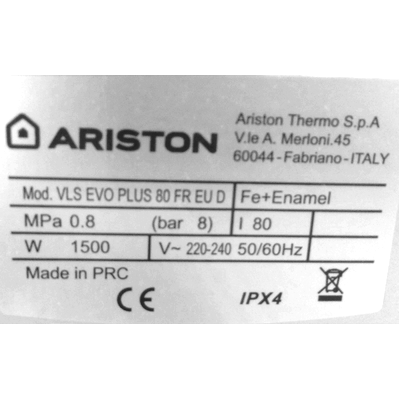 ARISTON
Ariston Thermo S.p.A
V.le A. Merloni.45
60044 - Fabriano - ITALY
Mod. VLS EVO PLUS 80 FR EU D Fe+Enamel
MPa 0.8 (bar 8) l 80
W 1500 V~ 220-240 50/60Hz
Made in PRC
CE IPX4